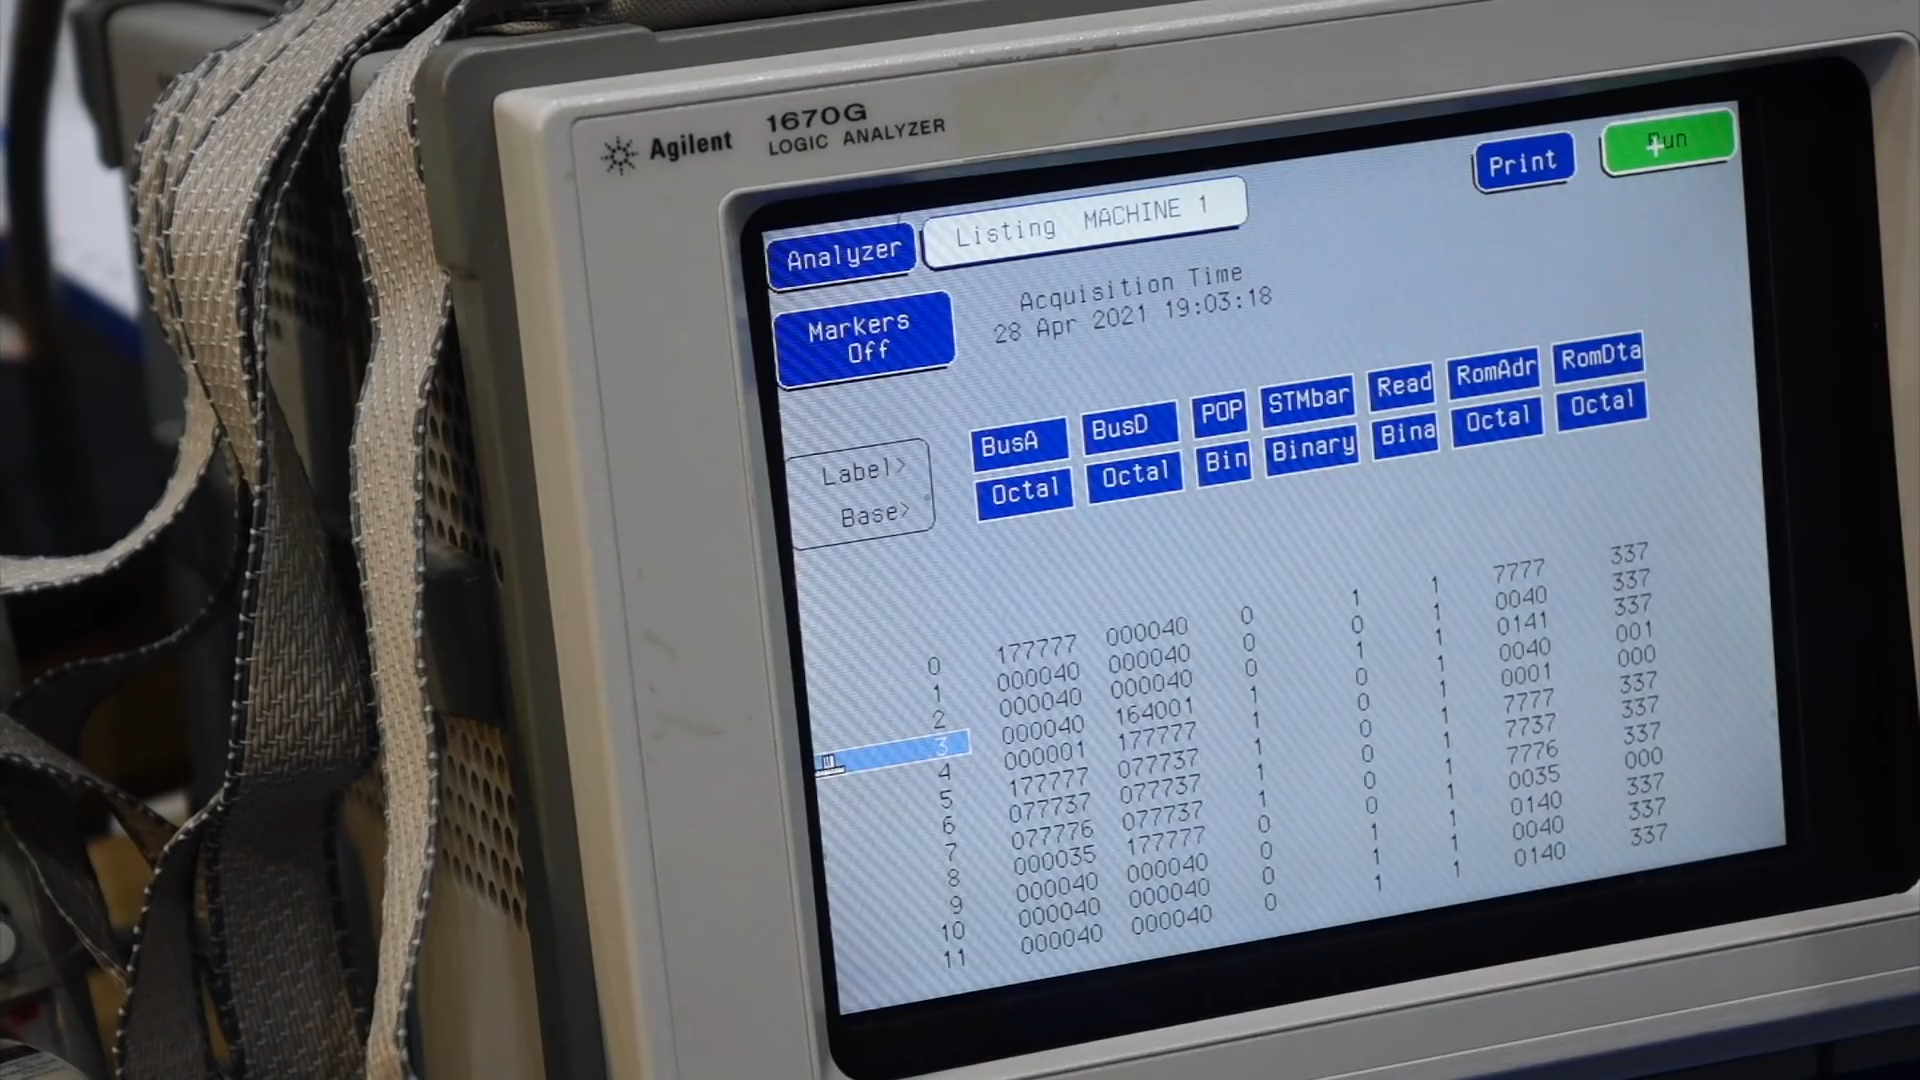 Agilent
1670G
LOGIC ANALYZER
Analyzer Listing MACHINE 1 Print Run
Markers Off
Acquisition Time
28 Apr 2021 19:03:18
Label> BusA BusD POP STMbar Read RomAdr RomDta
Base> Octal Octal Bin Binary Bina Octal Octal
0 177777 000040 0 1 1 7777 337
1 000040 000040 0 0 1 0040 337
2 000040 000040 0 1 1 0141 337
3 000040 164001 1 0 1 0040 001
4 000001 177777 1 0 1 0001 000
5 177777 077737 1 0 1 7777 337
6 077737 077737 1 0 1 7737 337
7 077776 077737 1 0 1 7776 337
8 000035 177777 0 0 1 0035 000
9 000040 000040 0 1 1 0140 337
10 000040 000040 0 1 1 0040 337
11 000040 000040 0 1 1 0140 337